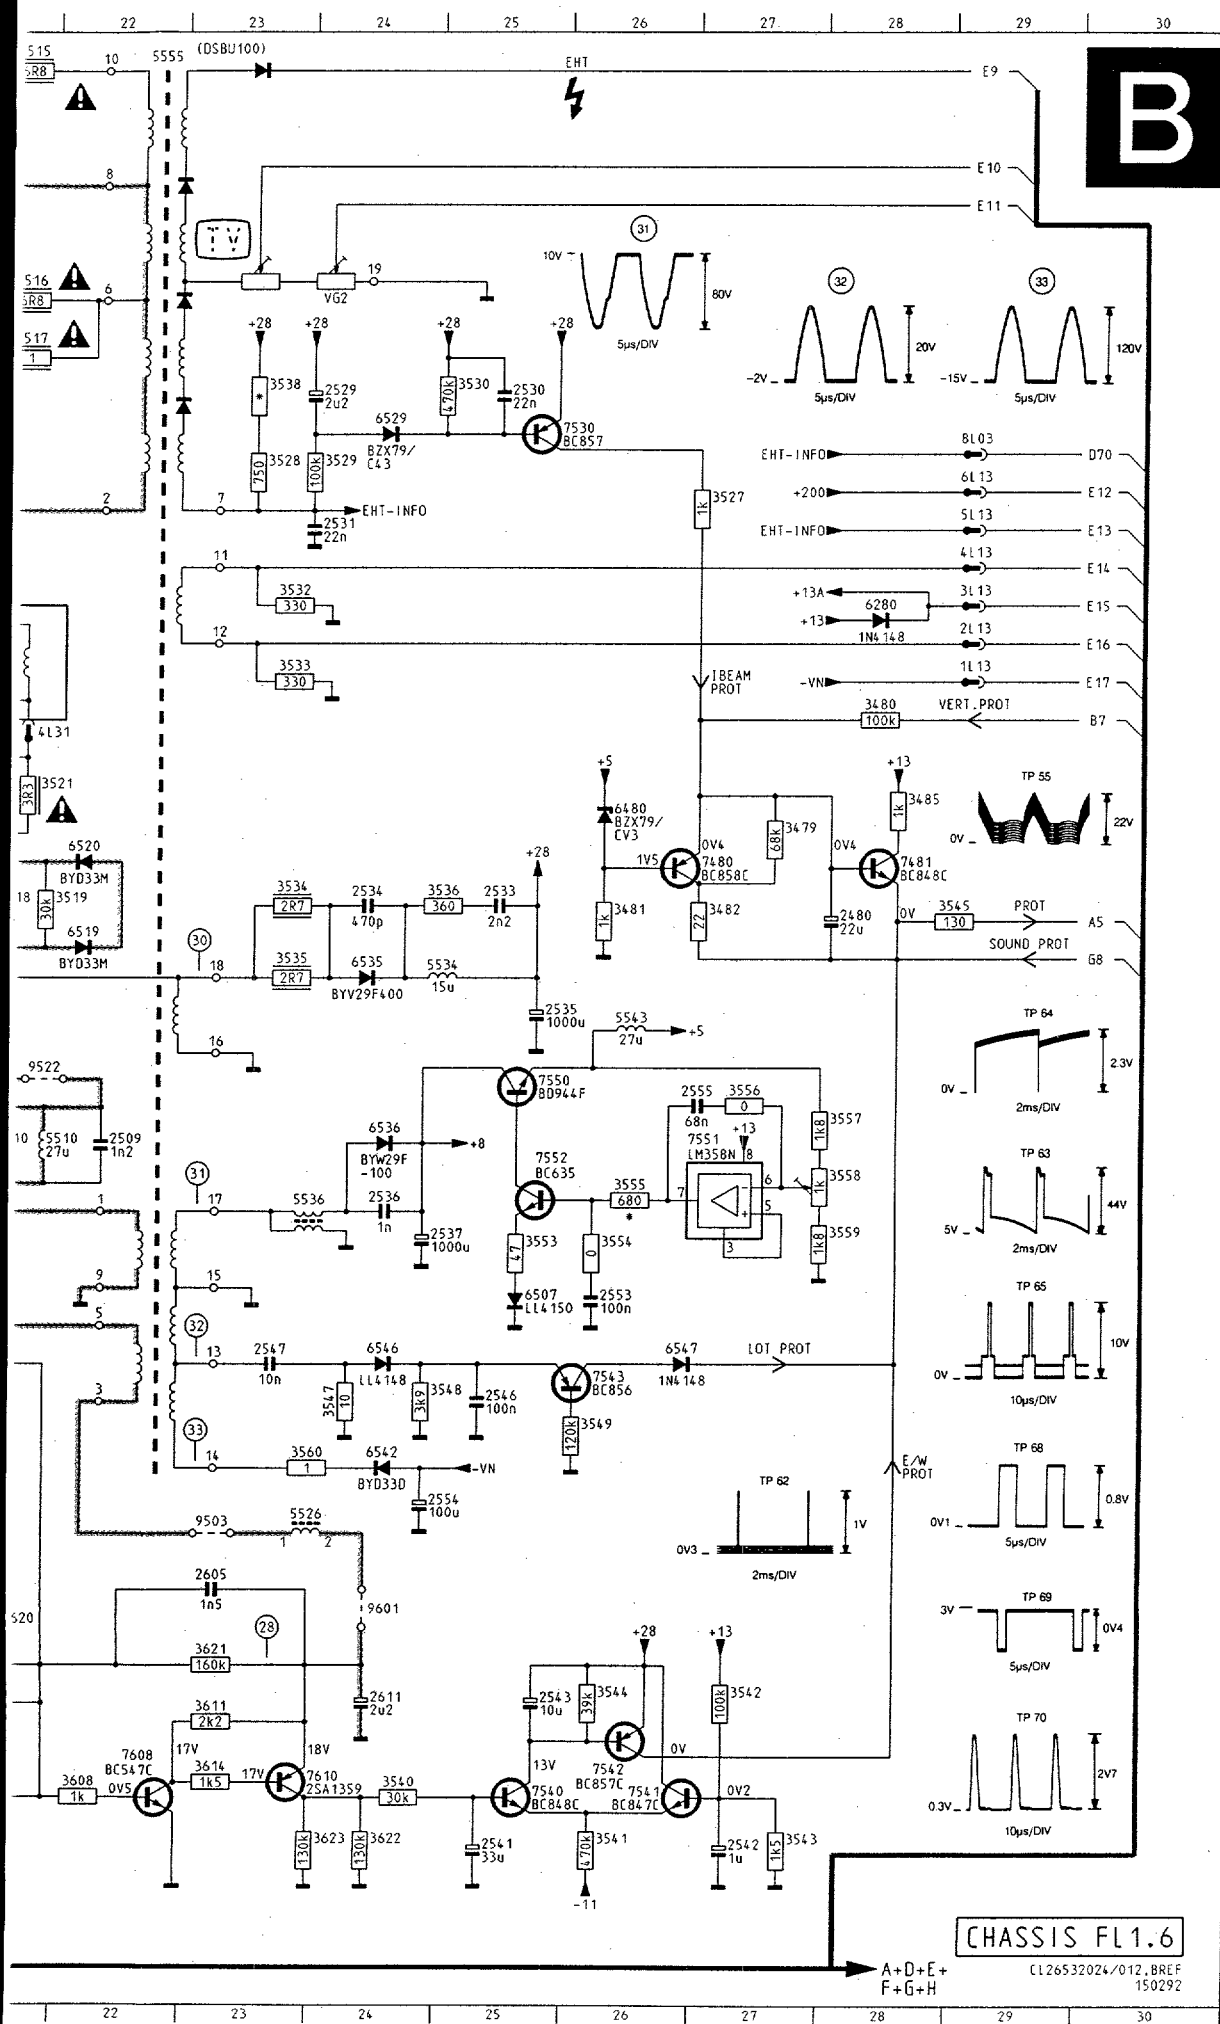 22 23 24 25 26 27 28 29 30
515
10
5555
(DSBU100)
EHT
E9
B
8
E10
E11
TV
31
516
6
19
10V
80V
32
33
VG2
517
1
+28 +28 +28 +28
5µs/DIV
20V
120V
-2V
-15V
5µs/DIV
5µs/DIV
3538
*
2529
2u2
3530
470k
2530
22n
6529
BZX79/
C43
7530
BC857
750
3528
100k
3529
EHT-INFO
8L03
D70
+200
6L13
E12
2
7
EHT-INFO
2531
22n
3527
1k
EHT-INFO
5L13
E13
11
4L13
E14
3532
330
+13A
3L13
E15
+13
6280
1N4148
12
2L13
E16
3533
330
IBEAM
PROT
-VN
1L13
E17
3480
100k
VERT.PROT
B7
4L31
3521
3R3
+5
+13
TP 55
6480
BZX79/
CV3
3485
1k
22V
0V
3479
68k
6520
BYD33M
+28
1V5
0V4
7480
BC858C
0V4
7481
BC848C
18
30k
3519
3534
2R7
2534
470p
3536
360
2533
2n2
3481
1k
3482
22
2480
22u
0V
3545
130
PROT
A5
6519
BYD33M
30
SOUND PROT
G8
18
3535
2R7
6535
BYV29F400
5534
15u
2535
1000u
TP 64
5543
27u
+5
16
2.3V
0V
2ms/DIV
9522
7550
BD944F
2555
68n
3556
0
3557
1k8
10
5510
27u
2509
1n2
6536
BYW29F
-100
+8
7552
BC635
7551
LM358N
+13
8
TP 63
31
3555
680
*
7
6
-
+
5
3
3558
1k
44V
5V
2ms/DIV
1
17
5536
2536
1n
2537
1000u
3553
47
3554
0
3559
1k8
9
15
6507
LL4150
2553
100n
TP 65
5
32
10V
0V
10µs/DIV
13
2547
10n
6546
LL4148
6547
1N4148
LOT PROT
7543
BC856
3
3547
10
3548
3k9
2546
100n
3549
120k
33
14
3560
1
6542
BYD33D
-VN
E/W
PROT
TP 68
0.8V
0V1
5µs/DIV
2554
100u
TP 62
1V
0V3
2ms/DIV
9503
5526
1 2
2605
1n5
9601
TP 69
3V
0V4
5µs/DIV
520
28
+28
+13
3621
160k
2611
2u2
2543
10u
3544
39k
3542
100k
3611
2k2
TP 70
2V7
0.3V
10µs/DIV
7608
BC547C
17V
18V
0V
7542
BC857C
3608
1k
0V5
3614
1k5
17V
7610
2SA1359
3540
30k
13V
7540
BC848C
7541
BC847C
0V2
3623
130k
3622
130k
2541
33u
3541
470k
2542
1u
3543
1k5
-11
CHASSIS FL1.6
A+D+E+
F+G+H
CL26532024/012.BREF
150292
22 23 24 25 26 27 28 29 30